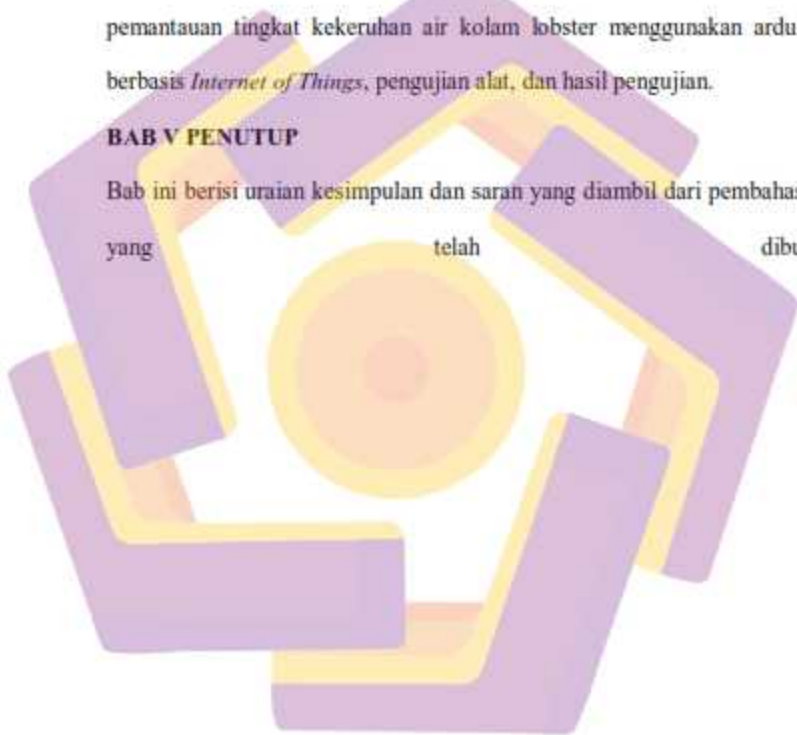 pemantauan tingkat kekeruhan air kolam lobster menggunakan ardu
berbasis Internet of Things, pengujian alat, dan hasil pengujian.
BAB V PENUTUP
Bab ini berisi uraian kesimpulan dan saran yang diambil dari pembahas
yang telah dibu